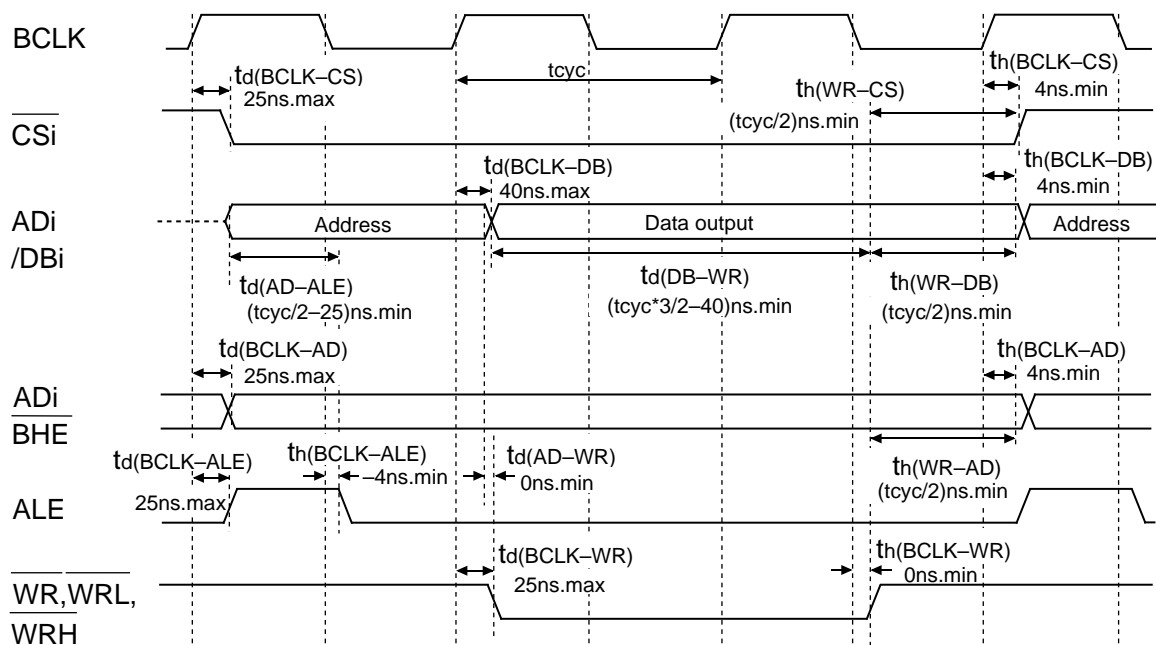 BCLK
td(BCLK–CS)
25ns.max
tcyc
th(WR–CS)
(tcyc/2)ns.min
th(BCLK–CS)
4ns.min
CSi
td(BCLK–DB)
40ns.max
th(BCLK–DB)
4ns.min
ADi
/DBi
Address
Data output
Address
td(AD–ALE)
(tcyc/2–25)ns.min
td(DB–WR)
(tcyc*3/2–40)ns.min
th(WR–DB)
(tcyc/2)ns.min
td(BCLK–AD)
25ns.max
th(BCLK–AD)
4ns.min
ADi
BHE
td(BCLK–ALE)
25ns.max
th(BCLK–ALE)
–4ns.min
td(AD–WR)
0ns.min
th(WR–AD)
(tcyc/2)ns.min
ALE
td(BCLK–WR)
25ns.max
th(BCLK–WR)
0ns.min
WR,WRL,
WRH